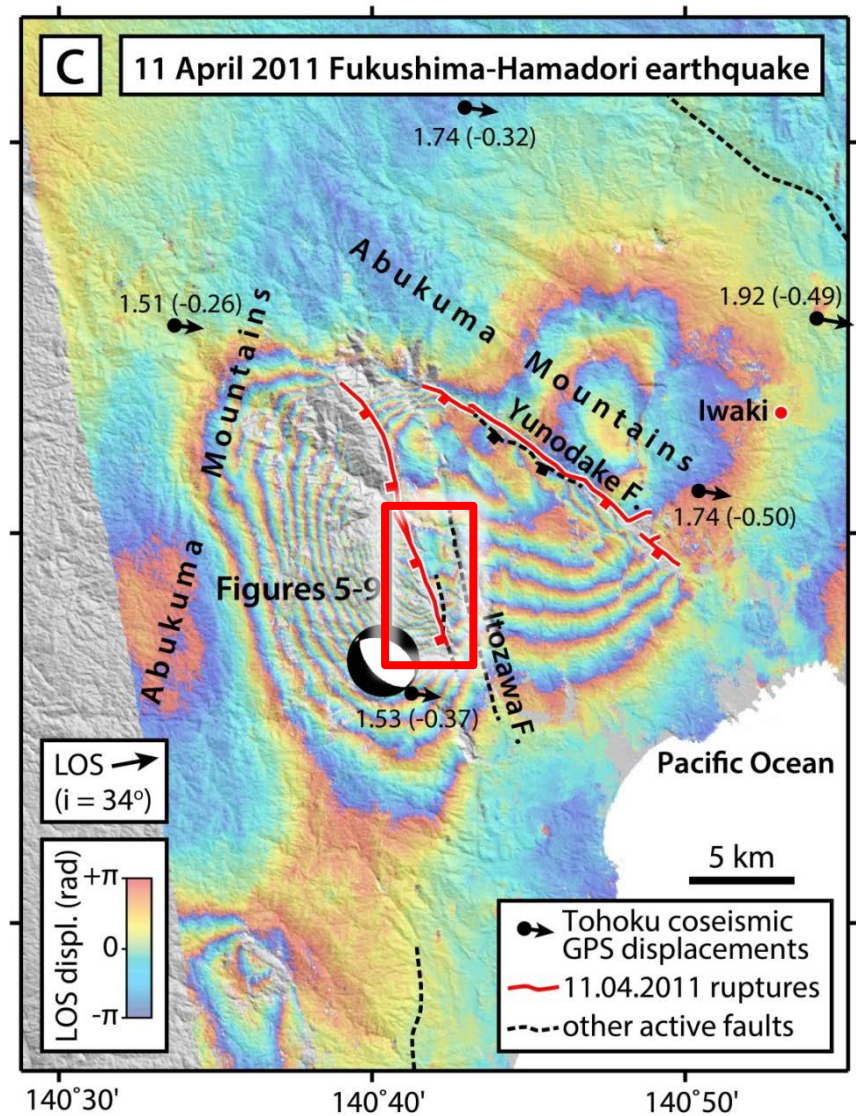 C
11 April 2011 Fukushima-Hamadori earthquake
1.74 (-0.32)
Abukuma
Mountains
1.51 (-0.26)
1.92 (-0.49)
Abukuma
Mountains
Iwaki
Yunodake F.
1.74 (-0.50)
Figures 5-9
Itozawa F.
1.53 (-0.37)
Pacific Ocean
LOS
(i = 34°)
5 km
LOS displ. (rad)
+π
0
-π
Tohoku coseismic
GPS displacements
11.04.2011 ruptures
other active faults
140°30' 140°40' 140°50'